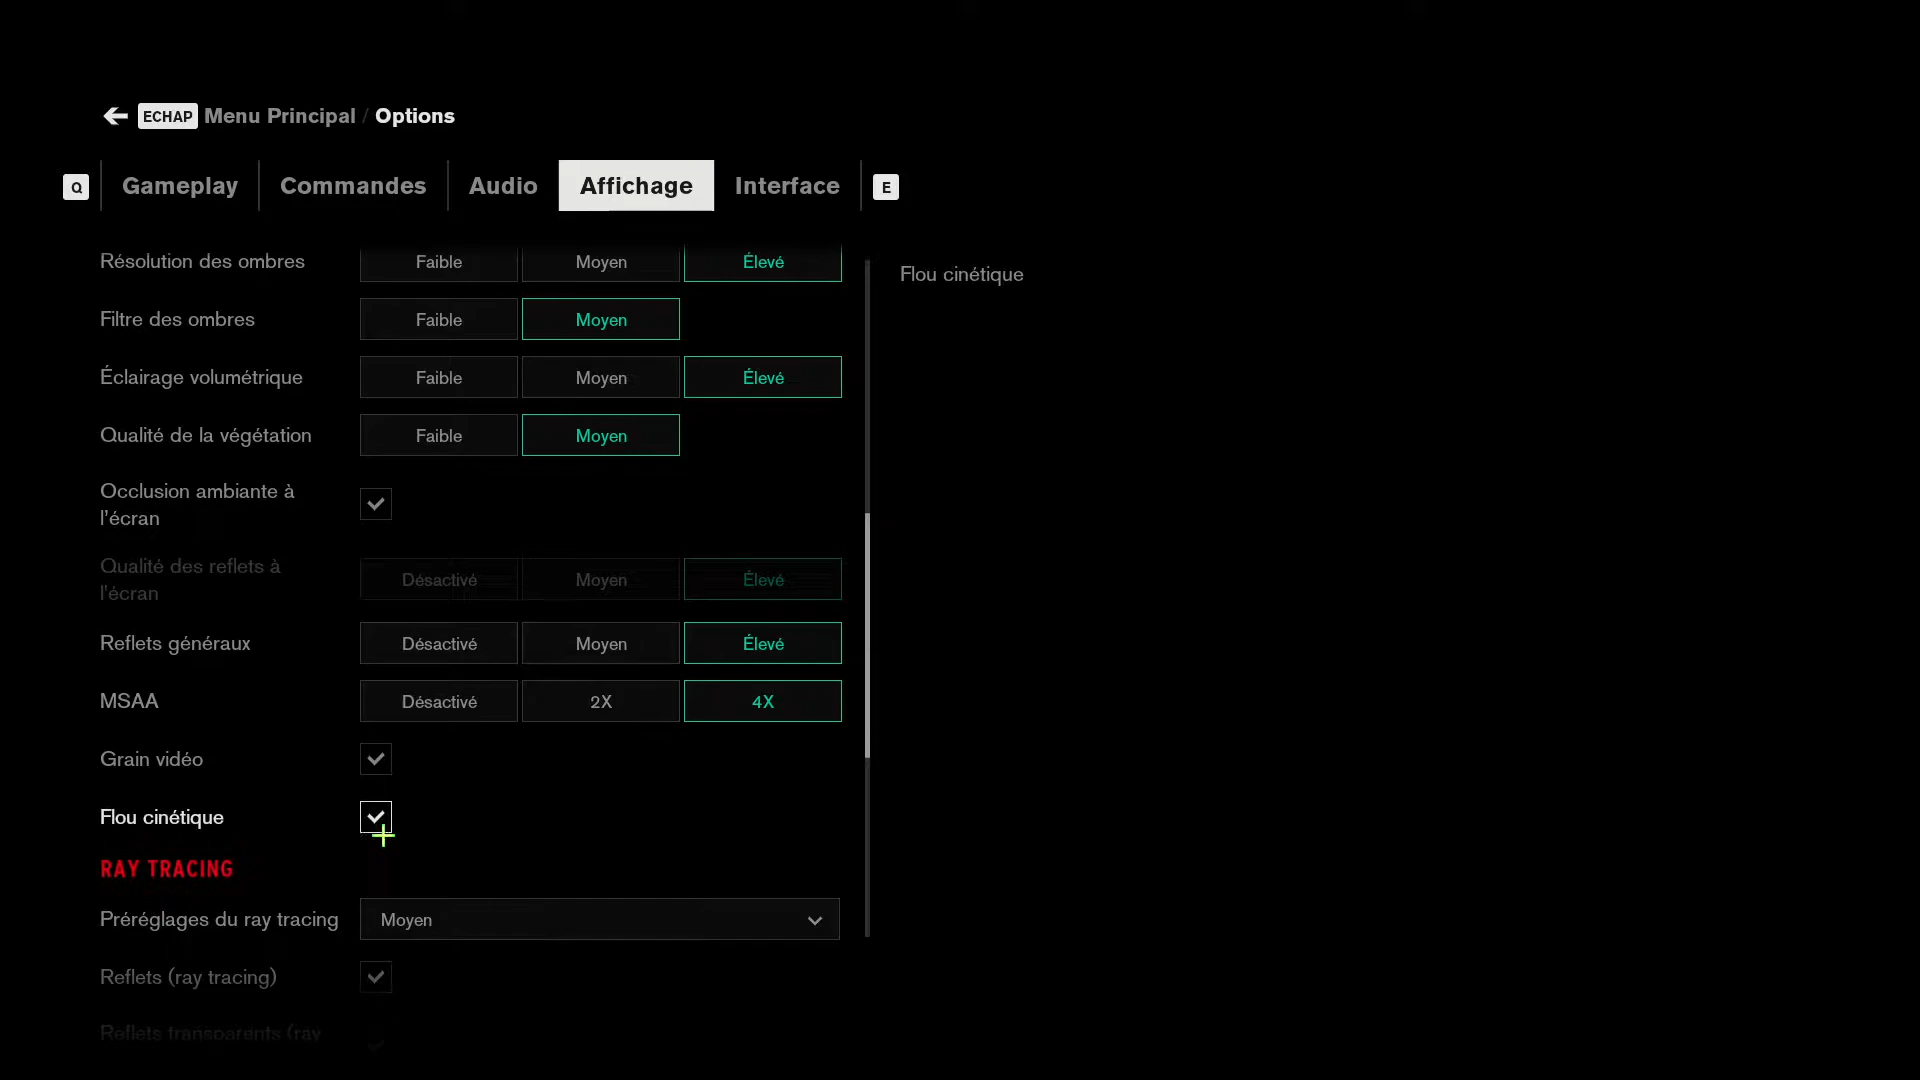 ECHAP Menu Principal / Options
Q Gameplay Commandes Audio Affichage Interface E
Résolution des ombres Faible Moyen Élevé
Flou cinétique
Filtre des ombres Faible Moyen
Éclairage volumétrique Faible Moyen Élevé
Qualité de la végétation Faible Moyen
Occlusion ambiante à
l’écran
Qualité des reflets à
l'écran
Désactivé Moyen Élevé
Reflets généraux Désactivé Moyen Élevé
MSAA Désactivé 2X 4X
Grain vidéo
Flou cinétique
RAY TRACING
Préréglages du ray tracing Moyen
Reflets (ray tracing)
Reflets transparents (ray